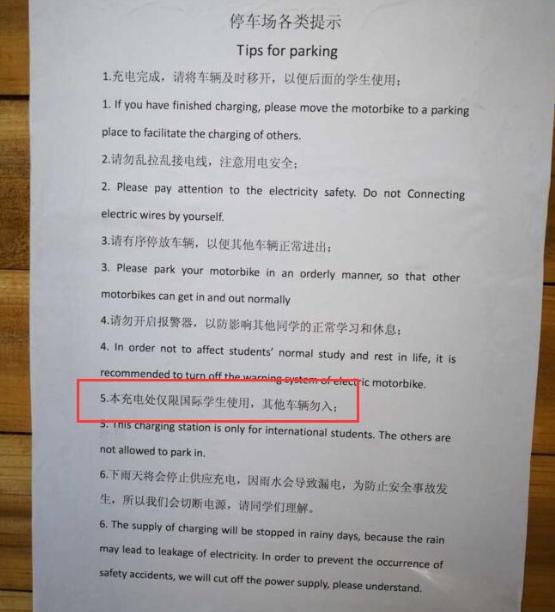 停车场各类提示
Tips for parking
1.充电完成，请将车辆及时移开，以便后面的学生使用；
1. If you have finished charging, please move the motorbike to a parking
place to facilitate the charging of others.
2.请勿乱拉乱接电线，注意用电安全；
2. Please pay attention to the electricity safety. Do not Connecting
electric wires by yourself.
3.请有序停放车辆，以便其他车辆正常进出；
3. Please park your motorbike in an orderly manner, so that other
motorbikes can get in and out normally
4.请勿开启报警器，以防影响其他同学的正常学习和休息；
4. In order not to affect students' normal study and rest in life, it is
recommended to turn off the warning system of electric motorbike.
5.本充电处仅限国际学生使用，其他车辆勿入；
5. This charging station is only for international students. The others are
not allowed to park in.
6.下雨天将会停止供应充电，因雨水会导致漏电，为防止安全事故发
生，所以我们会切断电源，请同学们理解。
6. The supply of charging will be stopped in rainy days, because the rain
may lead to leakage of electricity. In order to prevent the occurrence of
safety accidents, we will cut off the power supply, please understand.